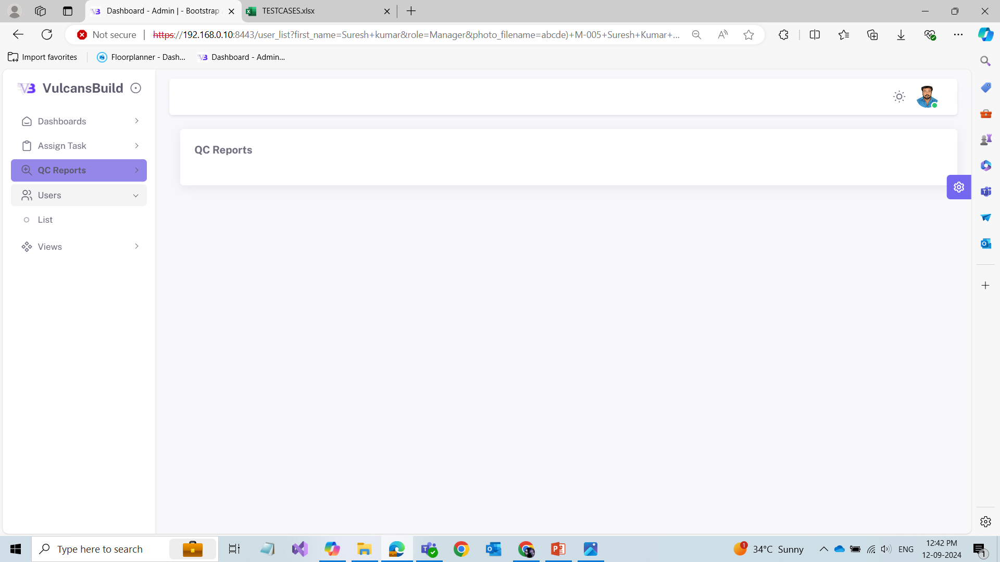 Dashboard - Admin | - Bootstrap
TESTCASES.xlsx
Not secure
https://192.168.0.10:8443/user_list?first_name=Suresh+kumar&role=Manager&photo_filename=abcde)+M-005+Suresh+Kumar+...
Import favorites
Floorplanner - Dash...
Dashboard - Admin...
VulcansBuild
Dashboards
Assign Task
QC Reports
Users
List
Views
QC Reports
Type here to search
1
34°C Sunny
ENG
12:42 PM
12-09-2024
1